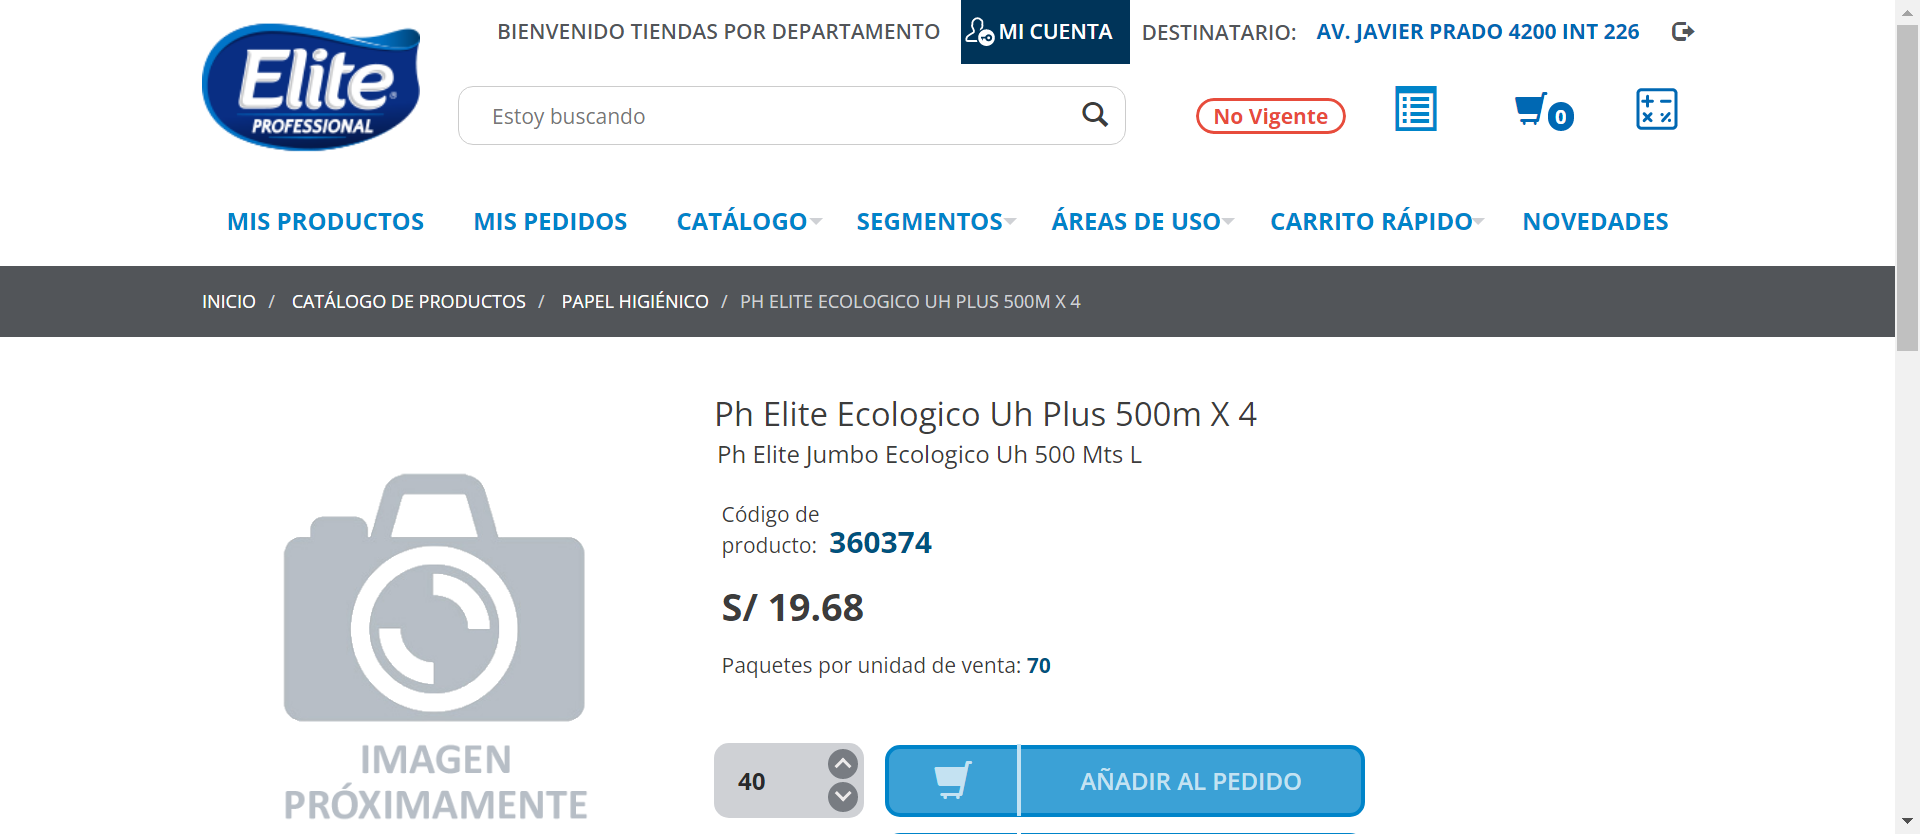 BIENVENIDO TIENDAS POR DEPARTAMENTO MI CUENTA DESTINATARIO: AV. JAVIER PRADO 4200 INT 226
Elite
PROFESSIONAL
Estoy buscando
No Vigente
0
MIS PRODUCTOS MIS PEDIDOS CATÁLOGO SEGMENTOS ÁREAS DE USO CARRITO RÁPIDO NOVEDADES
INICIO / CATÁLOGO DE PRODUCTOS / PAPEL HIGIÉNICO / PH ELITE ECOLOGICO UH PLUS 500M X 4
Ph Elite Ecologico Uh Plus 500m X 4
Ph Elite Jumbo Ecologico Uh 500 Mts L
Código de
producto: 360374
S/ 19.68
Paquetes por unidad de venta: 70
IMAGEN
PRÓXIMAMENTE
40
AÑADIR AL PEDIDO